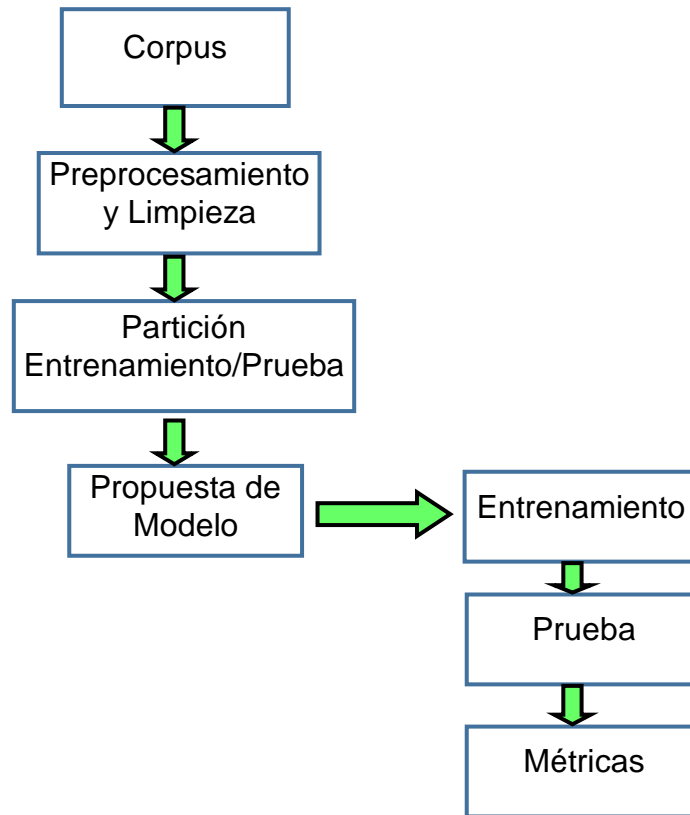 Corpus
Preprocesamiento
y Limpieza
Partición
Entrenamiento/Prueba
Propuesta de
Modelo
Entrenamiento
Prueba
Métricas